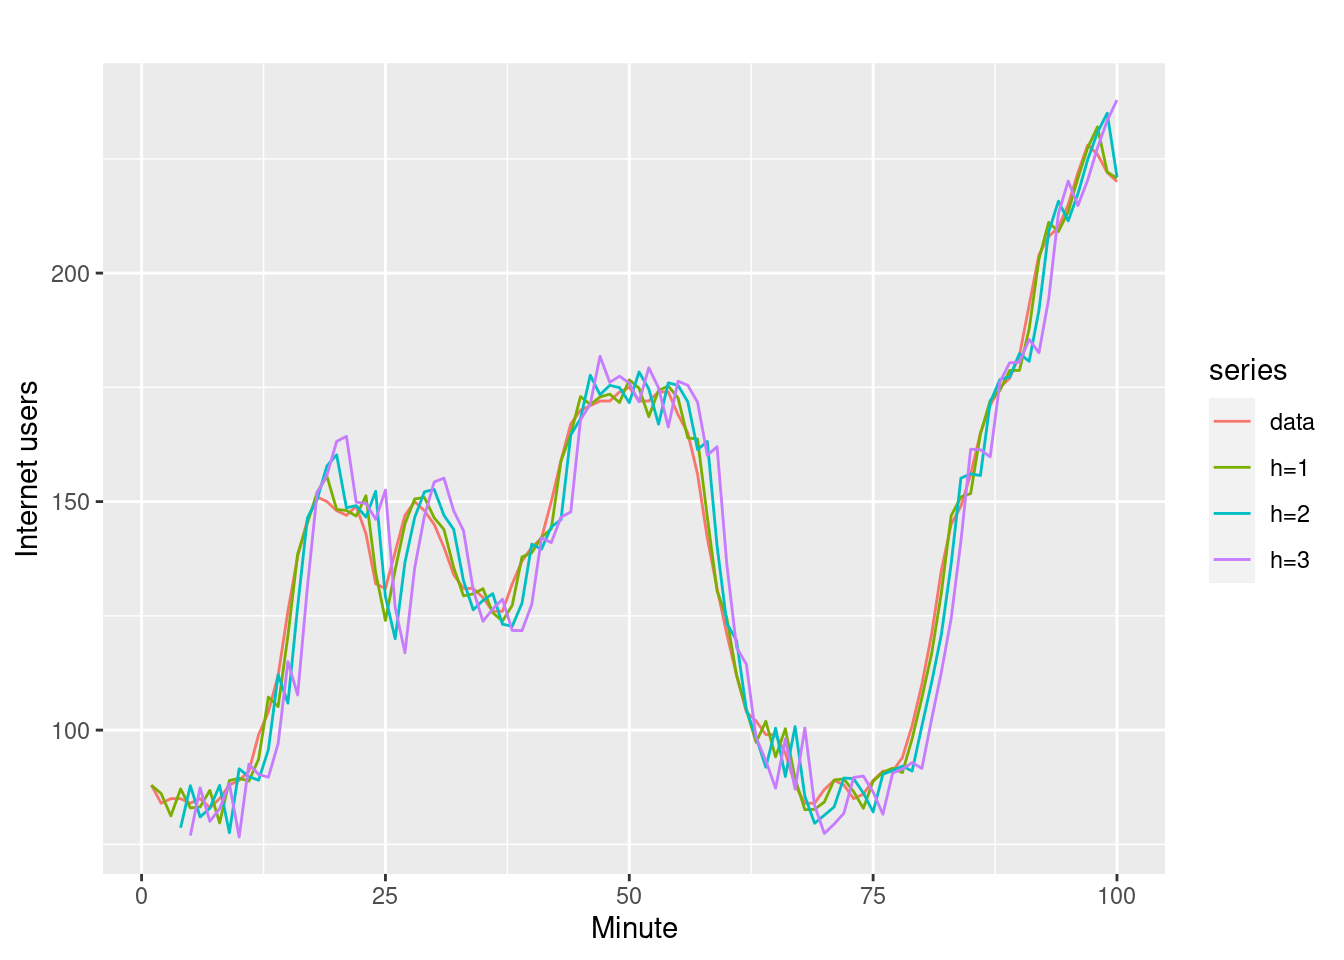 Internet users
200
150
100
0 25 50 75 100
Minute
series
data
h=1
h=2
h=3